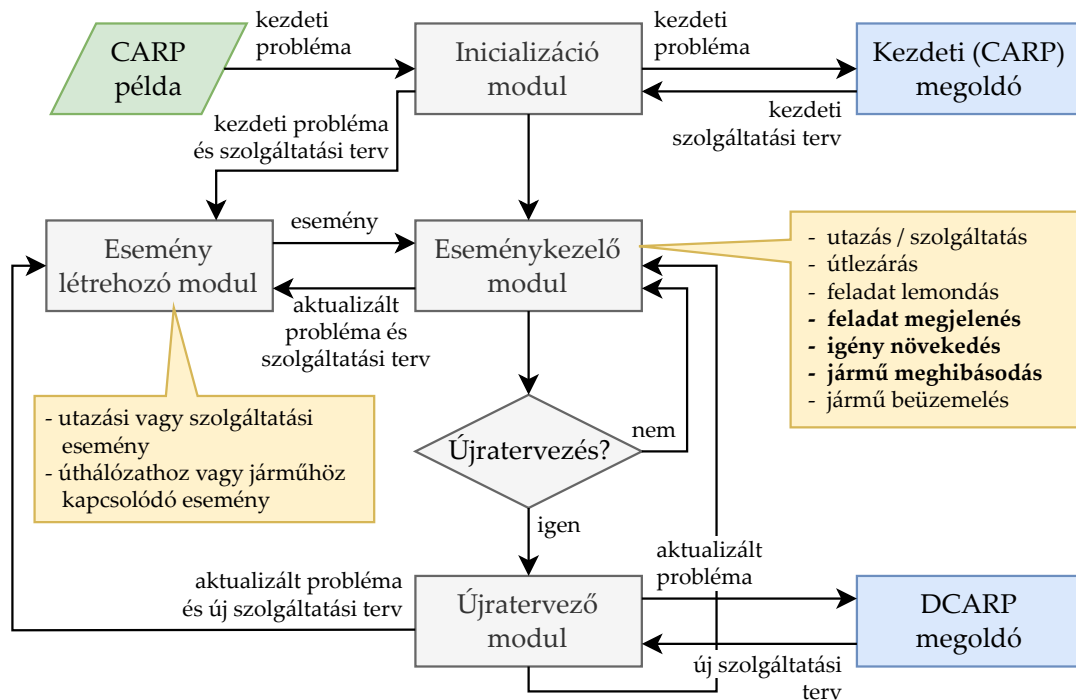 kezdeti
probléma
CARP
példa
Inicializáció
modul
kezdeti
probléma
Kezdeti (CARP)
megoldó
kezdeti
szolgáltatási
terv
kezdeti probléma
és szolgáltatási terv
Esemény
létrehozó modul
esemény
Eseménykezelő
modul
aktualizált
probléma és
szolgáltatási terv
- utazás / szolgáltatás
- útlezárás
- feladat lemondás
- feladat megjelenés
- igény növekedés
- jármű meghibásodás
- jármű beüzemelés
- utazási vagy szolgáltatási
esemény
- úthálózathoz vagy járműhöz
kapcsolódó esemény
Újratervezés?
nem
igen
aktualizált probléma
és új szolgáltatási terv
Újratervező
modul
aktualizált
probléma
DCARP
megoldó
új szolgáltatási
terv